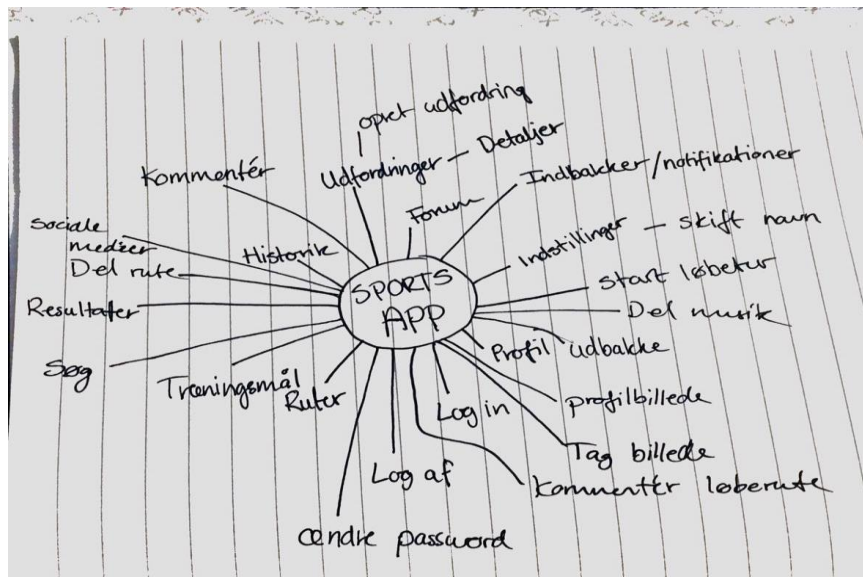 opret udfordring
Udfordringer – Detaljer
Kommentér
Indbakker/notifikationer
Forum
Sociale
medier
Historik
Indstillinger – skift navn
Del rute
start løbetur
SPORTS
APP
Resultater
Del musik
Profil
udbakke
Søg
Træningsmål
Ruter
Log in
profilbillede
Tag billede
Log af
kommentér løberute
ændre password